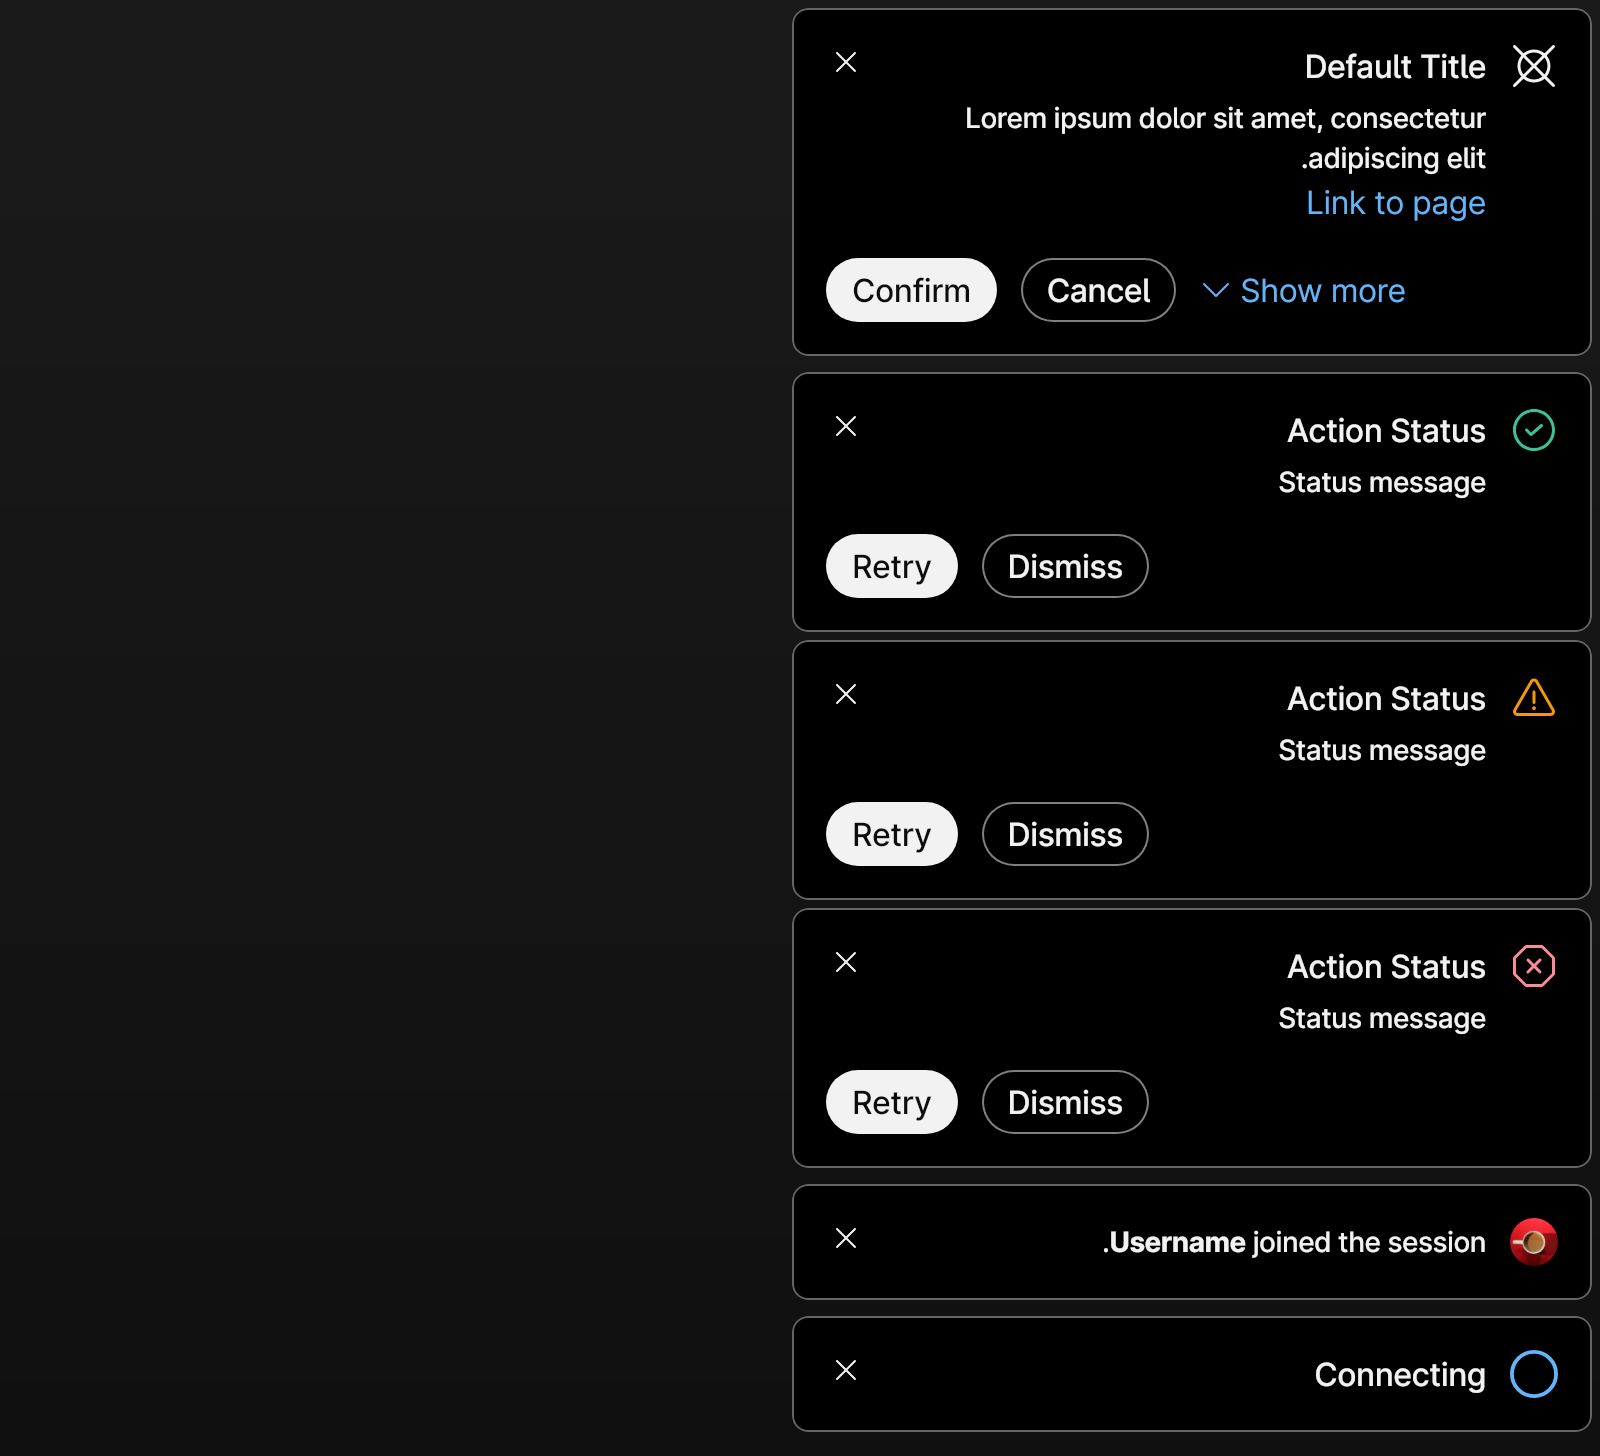 Default Title
Lorem ipsum dolor sit amet, consectetur
.adipiscing elit
Link to page
Confirm Cancel Show more
Action Status
Status message
Retry Dismiss
Action Status
Status message
Retry Dismiss
Action Status
Status message
Retry Dismiss
.Username joined the session
Connecting